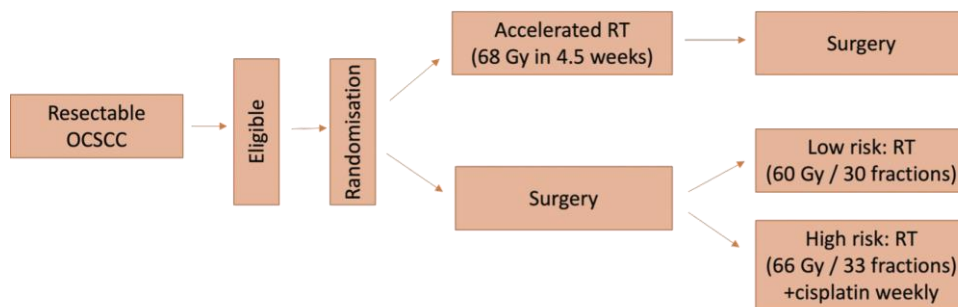 Resectable
OCSCC
Eligible
Randomisation
Accelerated RT
(68 Gy in 4.5 weeks)
Surgery
Surgery
Low risk: RT
(60 Gy / 30 fractions)
High risk: RT
(66 Gy / 33 fractions)
+cisplatin weekly